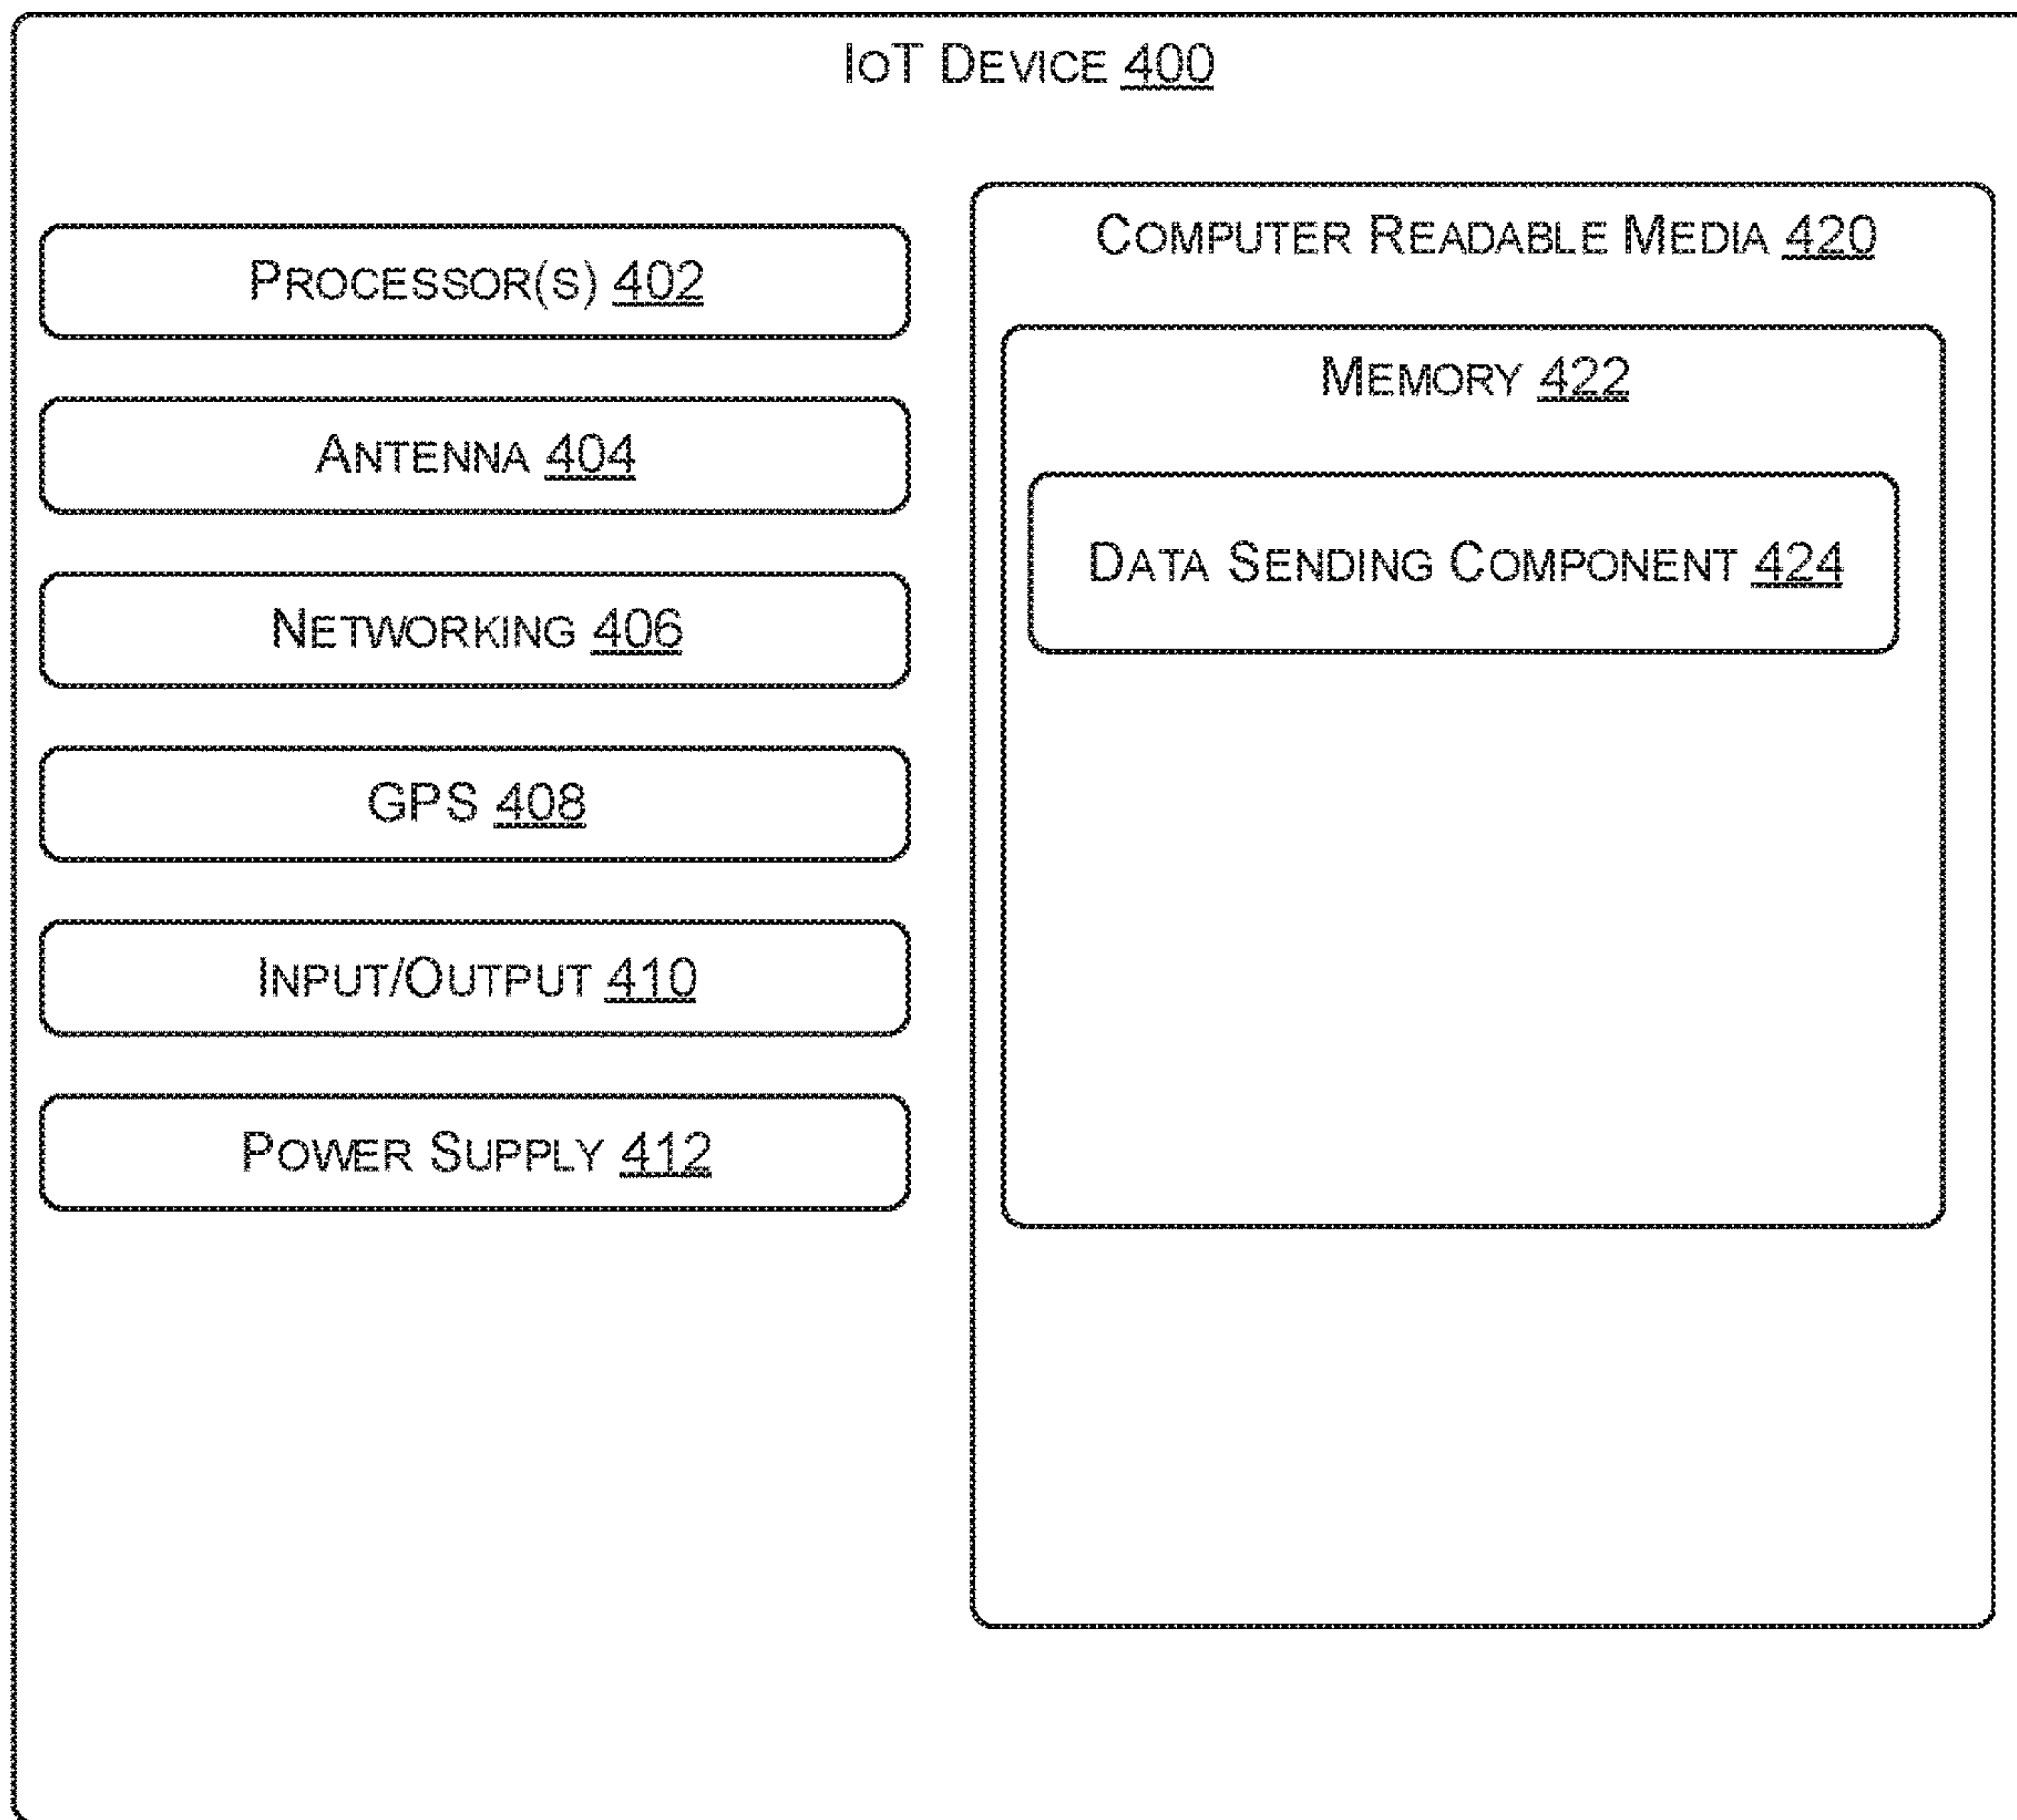 IoT Device 400
Processor(s) 402
Antenna 404
Networking 406
GPS 408
Input/Output 410
Power Supply 412
Computer Readable Media 420
Memory 422
Data Sending Component 424